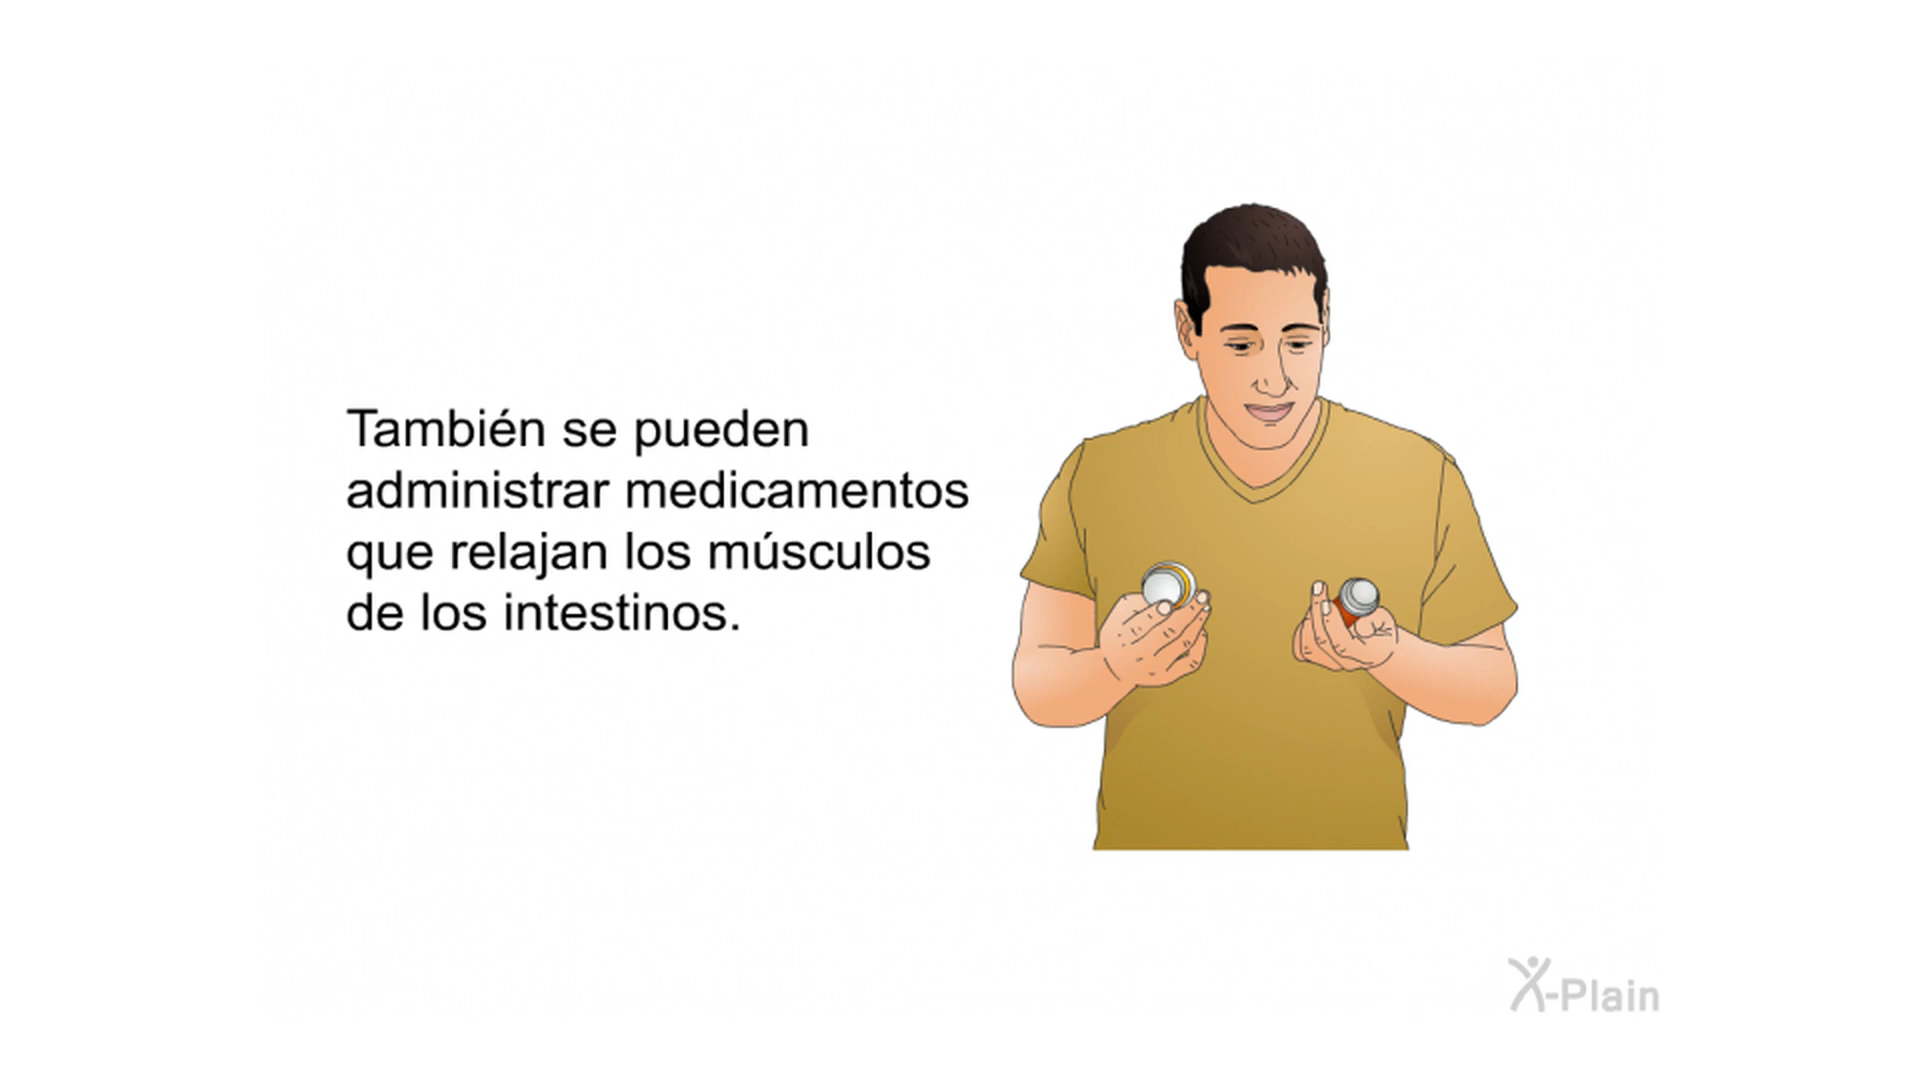 También se pueden
administrar medicamentos
que relajan los músculos
de los intestinos.
X-Plain